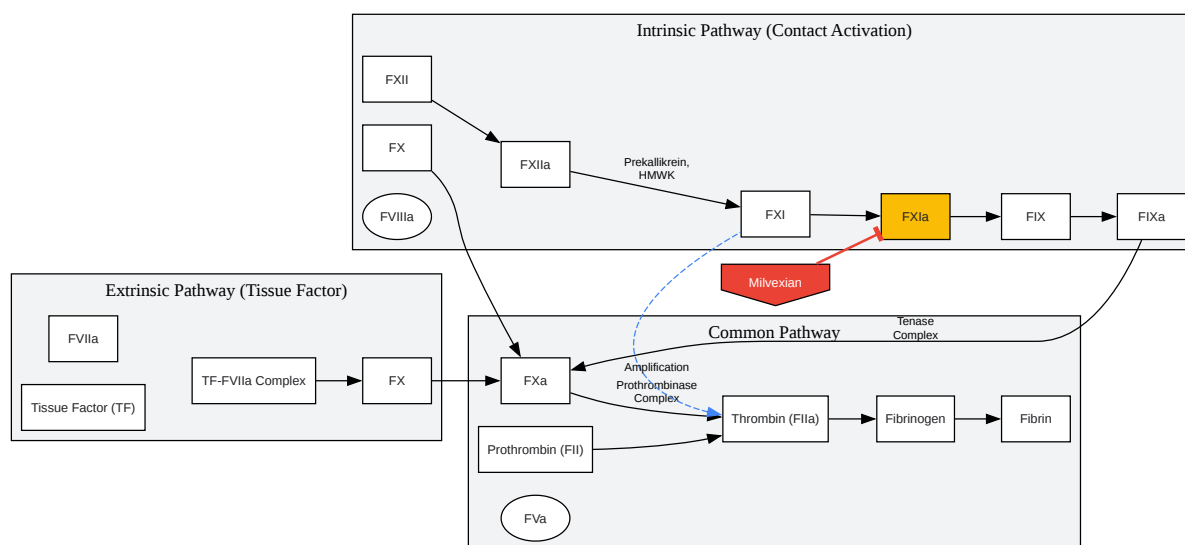 Intrinsic Pathway (Contact Activation)
FXII
FX
FXIIa
Prekallikrein,
HMWK
FVIIIa
FXI
FXIa
FIX
FIXa
Milvexian
Extrinsic Pathway (Tissue Factor)
FVIIa
TF-FVIIa Complex
FX
Tissue Factor (TF)
Common Pathway
Tenase
Complex
FXa
Amplification
Prothrombinase
Complex
Thrombin (FIIa)
Fibrinogen
Fibrin
Prothrombin (FII)
FVa